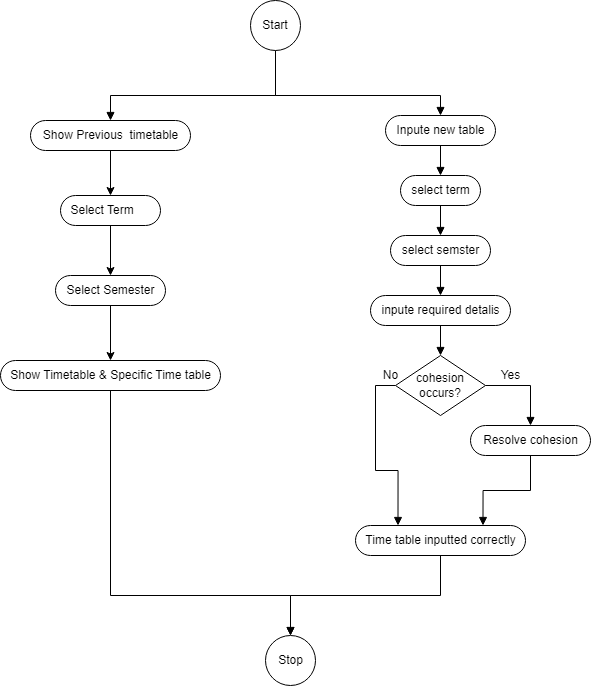 Start
Show Previous timetable
Select Term
Select Semester
Show Timetable & Specific Time table
Inpute new table
select term
select semster
inpute required detalis
cohesion
occurs?
No
Yes
Resolve cohesion
Time table inputted correctly
Stop